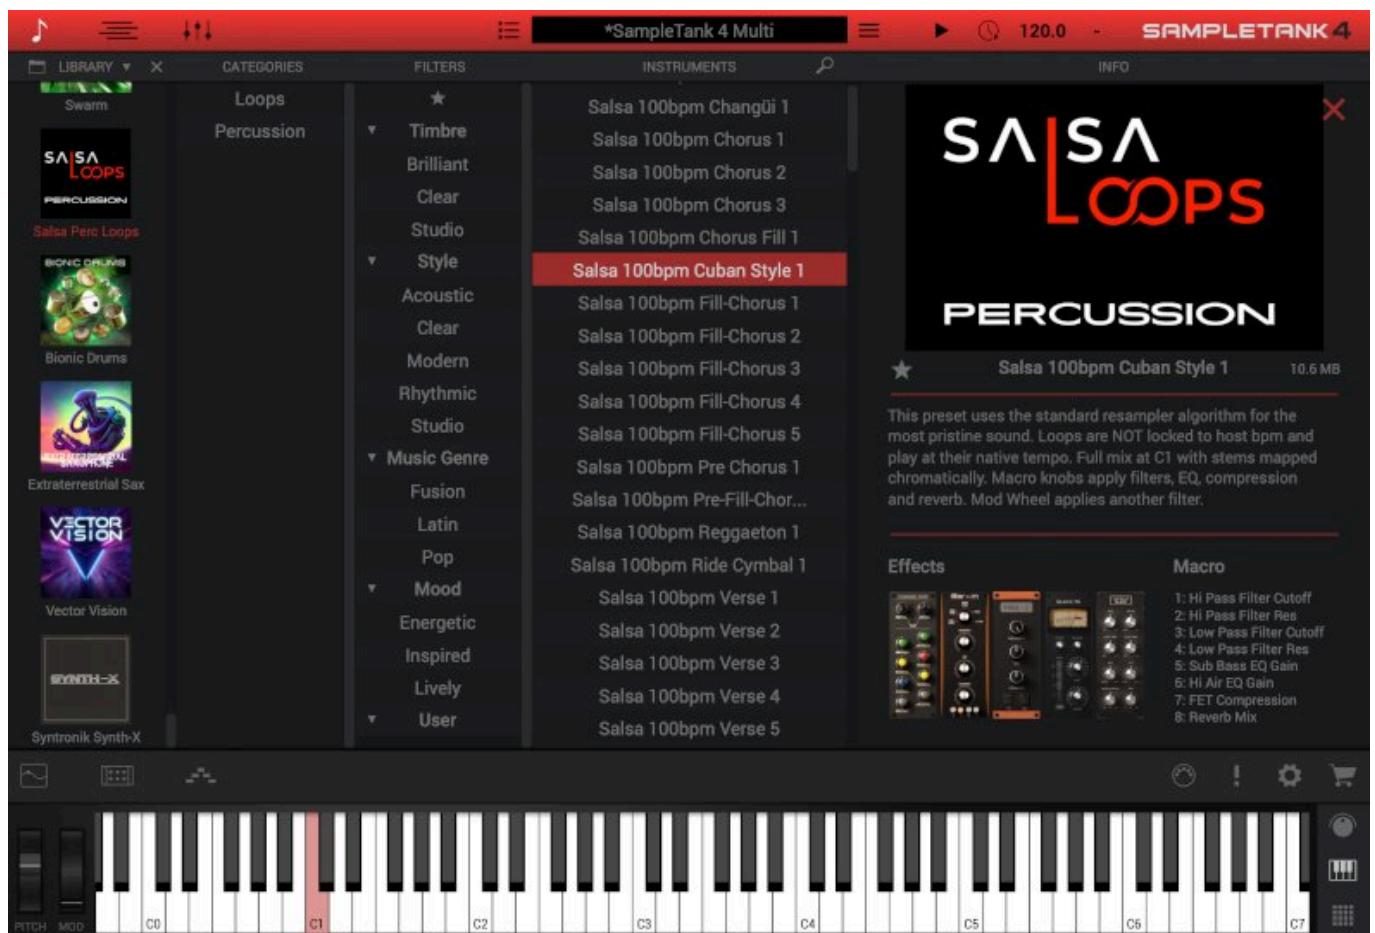 *SampleTank 4 Multi
120.0
-
SAMPLETANK 4
LIBRARY
CATEGORIES
FILTERS
INSTRUMENTS
INFO
Swarm
SALSA
LOOPS
PERCUSSION
Salsa Perc Loops
BIONIC DRUMS
Bionic Drums
EXTRATERRESTRIAL
SAXOPHONE
Extraterrestrial Sax
VECTOR
VISION
Vector Vision
SYNTH-X
Syntronik Synth-X
Loops
Percussion
Timbre
Brilliant
Clear
Studio
Style
Acoustic
Clear
Modern
Rhythmic
Studio
Music Genre
Fusion
Latin
Pop
Mood
Energetic
Inspired
Lively
User
Salsa 100bpm Changüi 1
Salsa 100bpm Chorus 1
Salsa 100bpm Chorus 2
Salsa 100bpm Chorus 3
Salsa 100bpm Chorus Fill 1
Salsa 100bpm Cuban Style 1
Salsa 100bpm Fill-Chorus 1
Salsa 100bpm Fill-Chorus 2
Salsa 100bpm Fill-Chorus 3
Salsa 100bpm Fill-Chorus 4
Salsa 100bpm Fill-Chorus 5
Salsa 100bpm Pre Chorus 1
Salsa 100bpm Pre-Fill-Chor...
Salsa 100bpm Reggaeton 1
Salsa 100bpm Ride Cymbal 1
Salsa 100bpm Verse 1
Salsa 100bpm Verse 2
Salsa 100bpm Verse 3
Salsa 100bpm Verse 4
Salsa 100bpm Verse 5
SALSA
LOOPS
PERCUSSION
Salsa 100bpm Cuban Style 1
10.6 MB
This preset uses the standard resampler algorithm for the
most pristine sound. Loops are NOT locked to host bpm and
play at their native tempo. Full mix at C1 with stems mapped
chromatically. Macro knobs apply filters, EQ, compression
and reverb. Mod Wheel applies another filter.
Effects
Macro
1: Hi Pass Filter Cutoff
2: Hi Pass Filter Res
3: Low Pass Filter Cutoff
4: Low Pass Filter Res
5: Sub Bass EQ Gain
6: Hi Air EQ Gain
7: FET Compression
8: Reverb Mix
PITCH
MOD
C0
C1
C2
C3
C4
C5
C6
C7